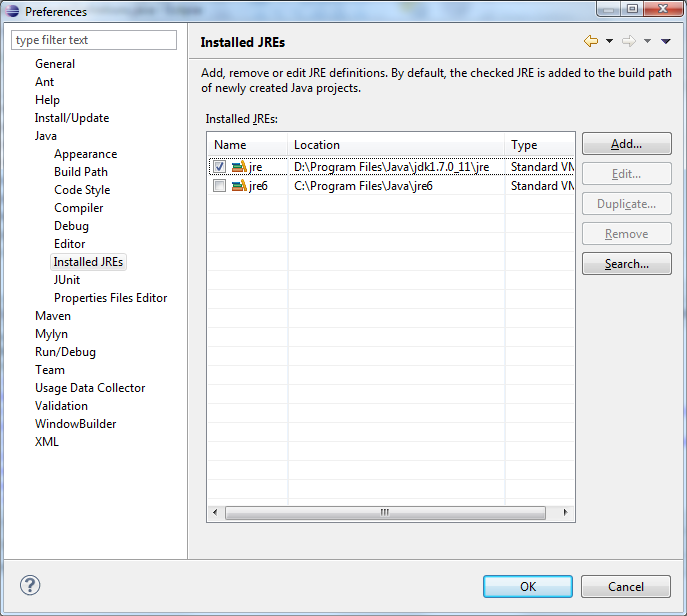 Preferences
type filter text
General
Ant
Help
Install/Update
Java
Appearance
Build Path
Code Style
Compiler
Debug
Editor
Installed JREs
JUnit
Properties Files Editor
Maven
Mylyn
Run/Debug
Team
Usage Data Collector
Validation
WindowBuilder
XML
Installed JREs
Add, remove or edit JRE definitions. By default, the checked JRE is added to the build path
of newly created Java projects.
Installed JREs:
Name Location Type
jre D:\Program Files\Java\jdk1.7.0_11\jre Standard VM
jre6 C:\Program Files\Java\jre6 Standard VM
Add...
Edit...
Duplicate...
Remove
Search...
?
OK Cancel